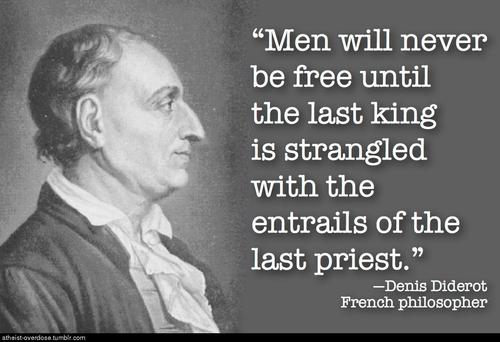 “Men will never
be free until
the last king
is strangled
with the
entrails of the
last priest.”
—Denis Diderot
French philosopher
atheist-overdose.tumblr.com